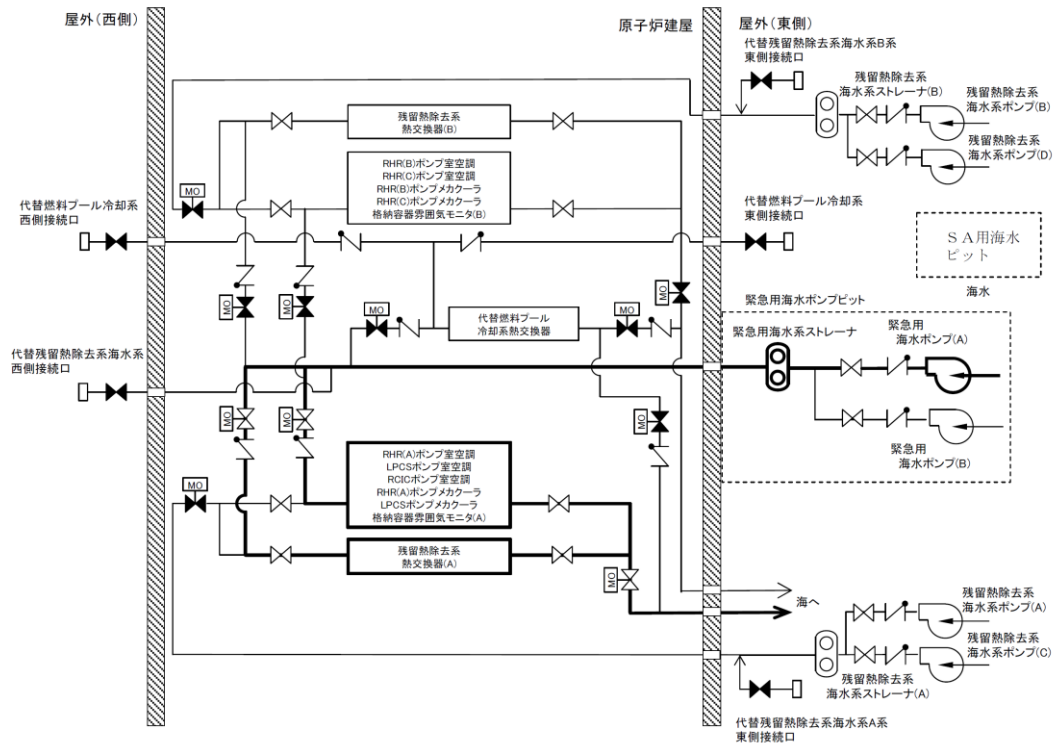 屋外(西側)
原子炉建屋
屋外(東側)
代替残留熱除去系海水系B系
東側接続口
残留熱除去系
海水系ストレーナ(B)
残留熱除去系
海水系ポンプ(B)
残留熱除去系
海水系ポンプ(D)
残留熱除去系
熱交換器(B)
RHR(B)ポンプ室空調
RHR(C)ポンプ室空調
RHR(B)ポンプメカクーラ
RHR(C)ポンプメカクーラ
格納容器雰囲気モニタ(B)
MO
代替燃料プール冷却系
西側接続口
代替燃料プール冷却系
東側接続口
SA用海水
ピット
海水
MO
MO
MO
MO
MO
代替燃料プール
冷却系熱交換器
緊急用海水ポンプピット
緊急用海水系ストレーナ
緊急用
海水ポンプ(A)
代替残留熱除去系海水系
西側接続口
MO
MO
MO
緊急用
海水ポンプ(B)
RHR(A)ポンプ室空調
LPCSポンプ室空調
RCICポンプ室空調
RHR(A)ポンプメカクーラ
LPCSポンプメカクーラ
格納容器雰囲気モニタ(A)
MO
残留熱除去系
熱交換器(A)
MO
海へ
残留熱除去系
海水系ポンプ(A)
残留熱除去系
海水系ポンプ(C)
残留熱除去系
海水系ストレーナ(A)
代替残留熱除去系海水系A系
東側接続口